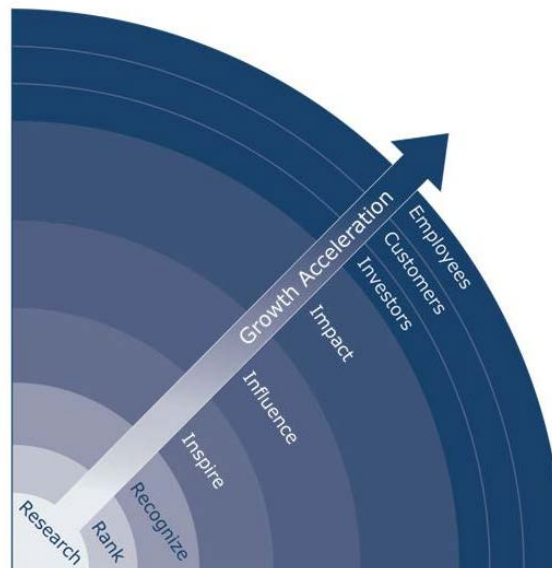 Growth Acceleration
Employees
Customers
Investors
Impact
Influence
Inspire
Recognize
Rank
Research